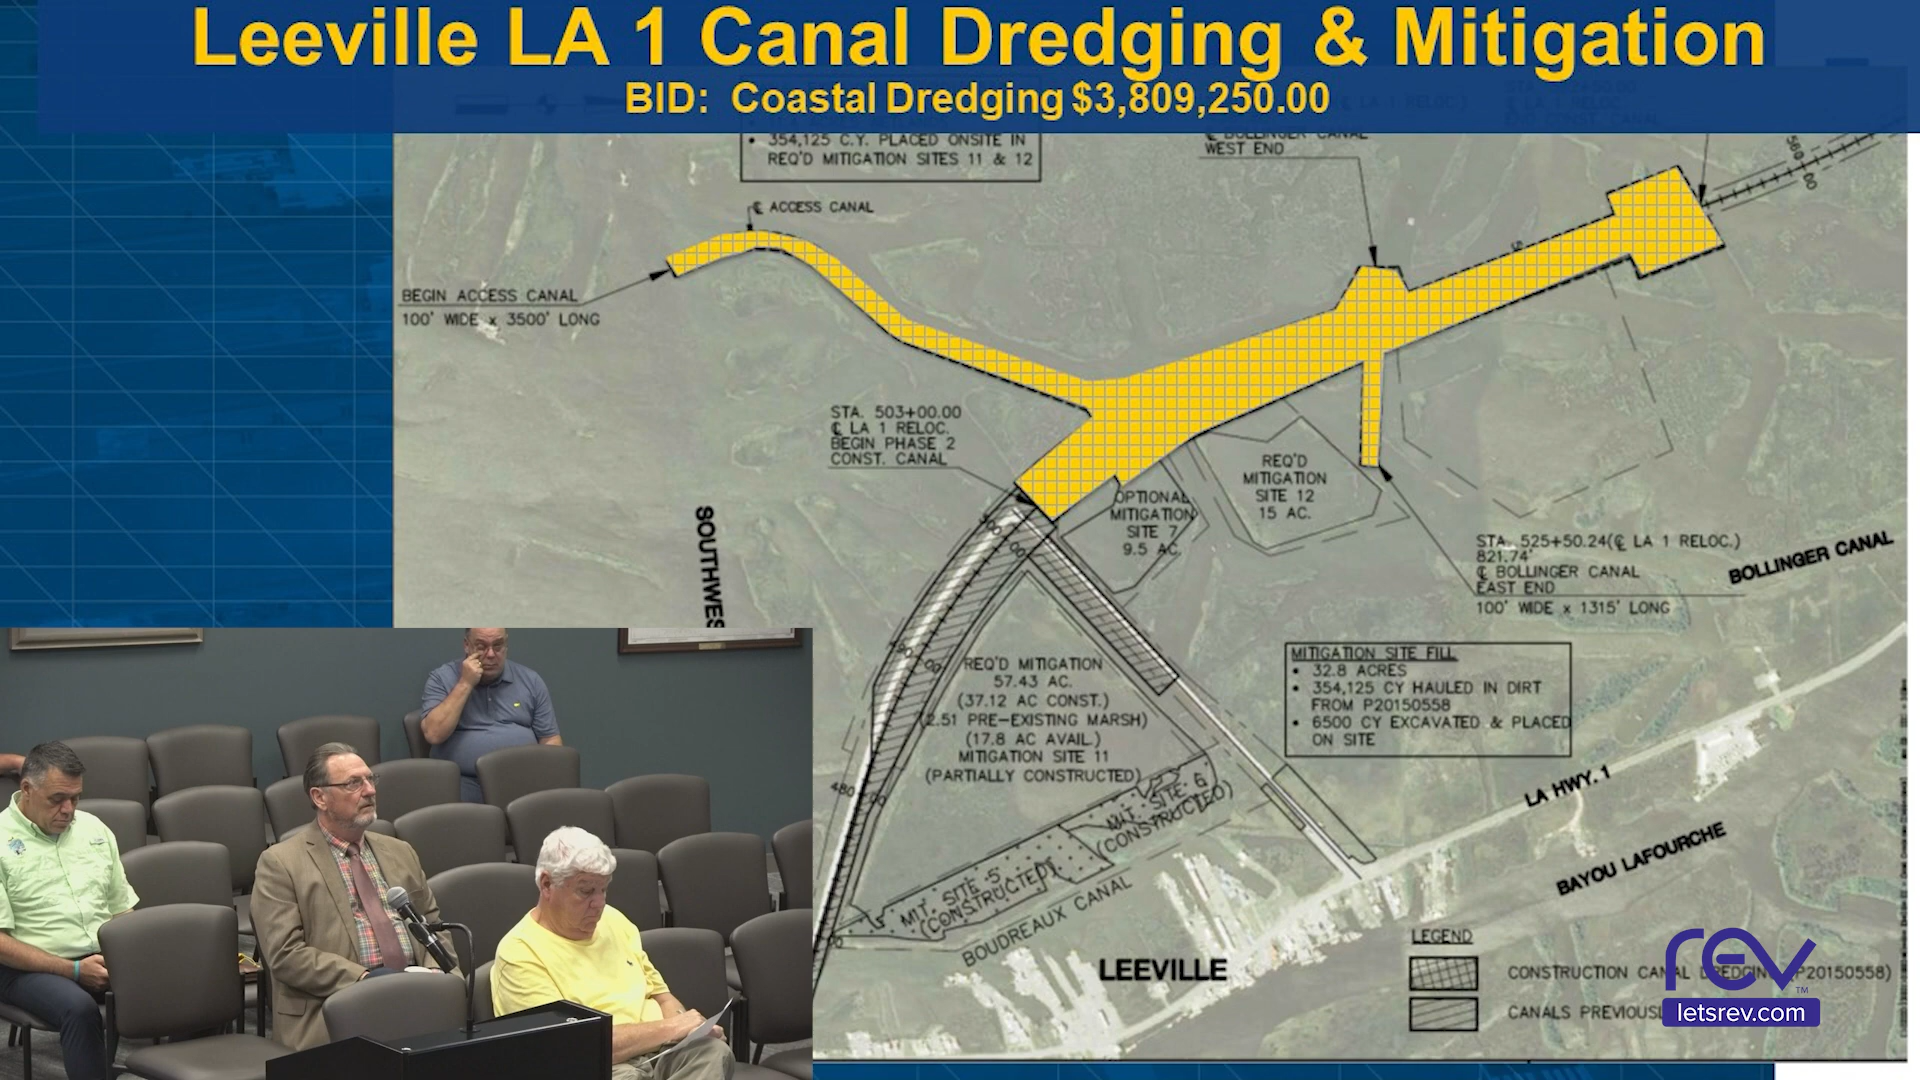 Leeville LA 1 Canal Dredging & Mitigation
BID: Coastal Dredging $3,809,250.00
• 354,125 C.Y. PLACED ONSITE IN
REQ'D MITIGATION SITES 11 & 12
℄ BOLLINGER CANAL
WEST END
℄ ACCESS CANAL
BEGIN ACCESS CANAL
100' WIDE x 3500' LONG
STA. 503+00.00
℄ LA 1 RELOC.
BEGIN PHASE 2
CONST. CANAL
REQ'D
MITIGATION
SITE 12
15 AC.
OPTIONAL
MITIGATION
SITE 7
9.5 AC.
STA. 525+50.24(℄ LA 1 RELOC.)
821.74'
℄ BOLLINGER CANAL
EAST END
100' WIDE x 1315' LONG
BOLLINGER CANAL
SOUTHWES
REQ'D MITIGATION
57.43 AC.
(37.12 AC CONST.)
(2.51 PRE-EXISTING MARSH)
(17.8 AC AVAIL.)
MITIGATION SITE 11
(PARTIALLY CONSTRUCTED)
MITIGATION SITE FILL
• 32.8 ACRES
• 354,125 CY HAULED IN DIRT
FROM P20150558
• 6500 CY EXCAVATED & PLACED
ON SITE
MIT. SITE 6
(CONSTRUCTED)
MIT. SITE 5
(CONSTRUCTED)
BOUDREAUX CANAL
LA HWY. 1
BAYOU LAFOURCHE
LEEVILLE
LEGEND
CONSTRUCTION CANAL DREDGING (P20150558)
CANALS PREVIOUSL
rev
letsrev.com